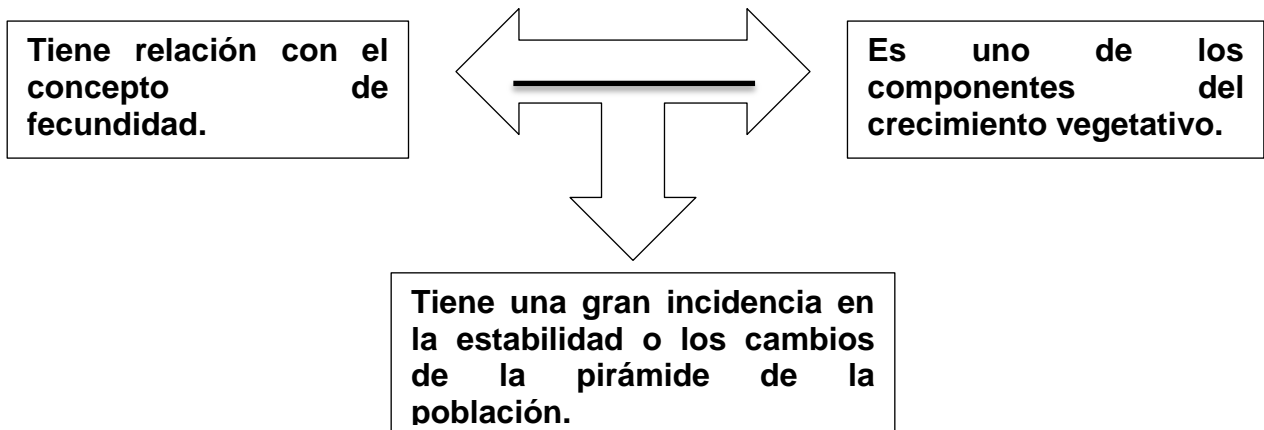 Tiene relación con el
concepto de
fecundidad.
Es uno de los
componentes del
crecimiento vegetativo.
Tiene una gran incidencia en
la estabilidad o los cambios
de la pirámide de la
población.